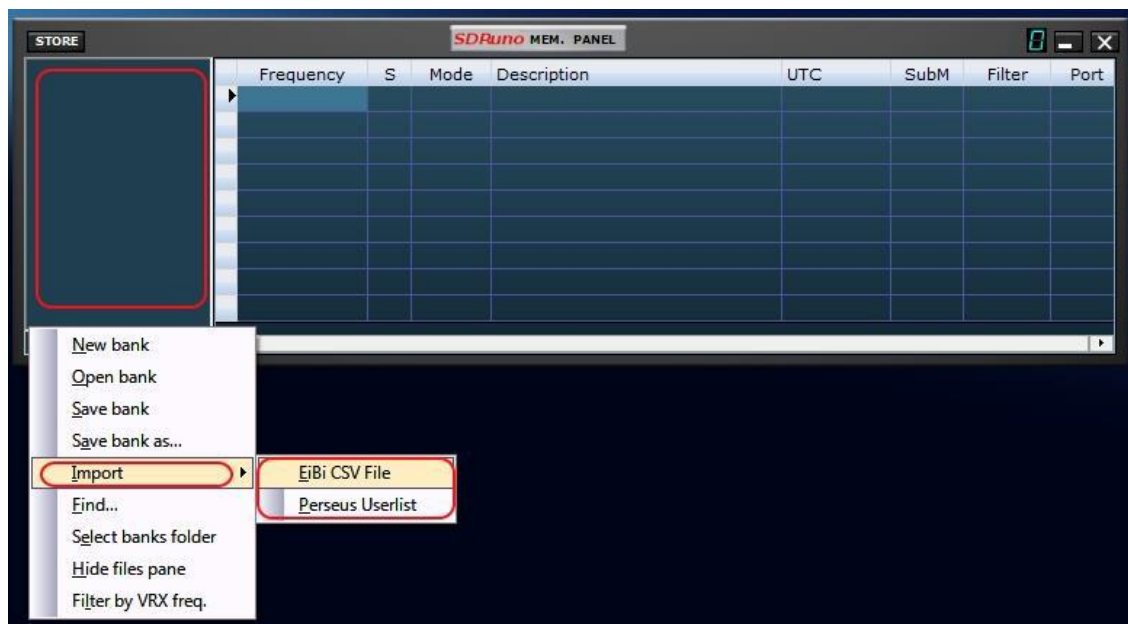 STORE SDRuno MEM. PANEL 0
Frequency S Mode Description UTC SubM Filter Port
New bank
Open bank
Save bank
Save bank as...
Import EiBi CSV File
Find... Perseus Userlist
Select banks folder
Hide files pane
Filter by VRX freq.